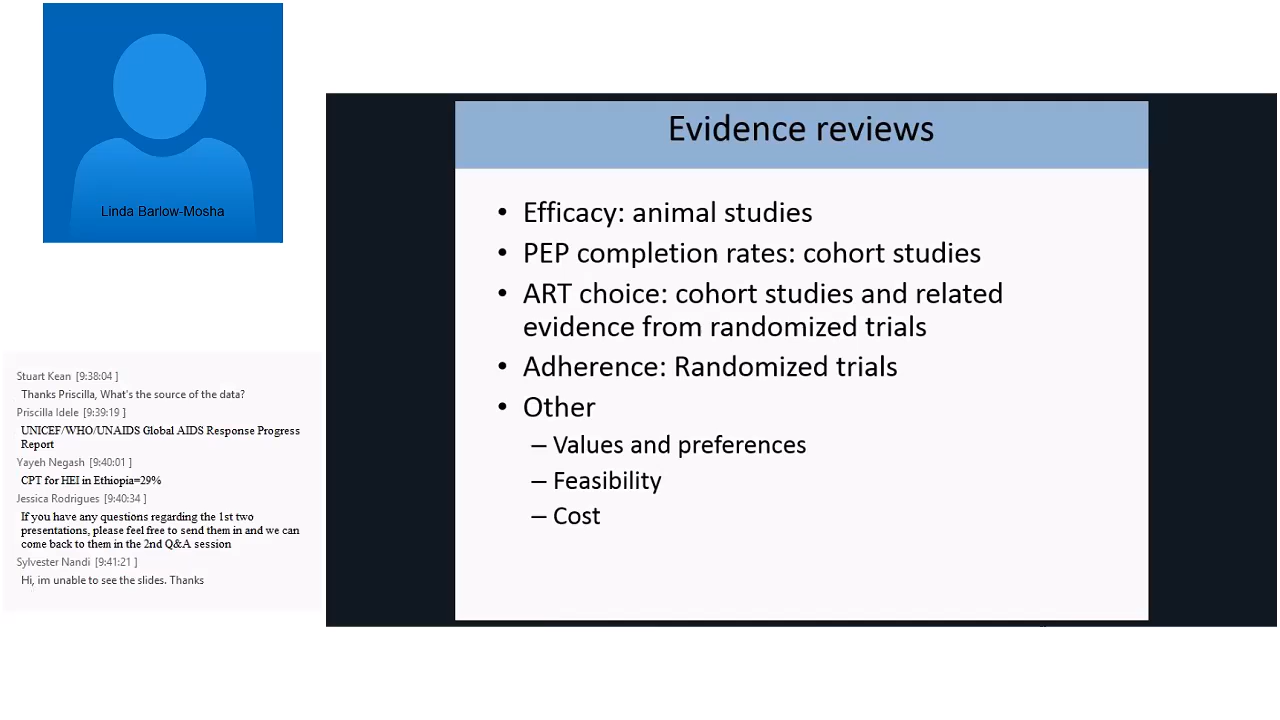 Linda Barlow-Mosha
Stuart Kean [9:38:04 ]
Thanks Priscilla, What's the source of the data?
Priscilla Idele [9:39:19 ]
UNICEF/WHO/UNAIDS Global AIDS Response Progress
Report
Yayeh Negash [9:40:01 ]
CPT for HEI in Ethiopia=29%
Jessica Rodrigues [9:40:34 ]
If you have any questions regarding the 1st two
presentations, please feel free to send them in and we can
come back to them in the 2nd Q&A session
Sylvester Nandi [9:41:21 ]
Hi, im unable to see the slides. Thanks
Evidence reviews
• Efficacy: animal studies
• PEP completion rates: cohort studies
• ART choice: cohort studies and related
evidence from randomized trials
• Adherence: Randomized trials
• Other
– Values and preferences
– Feasibility
– Cost